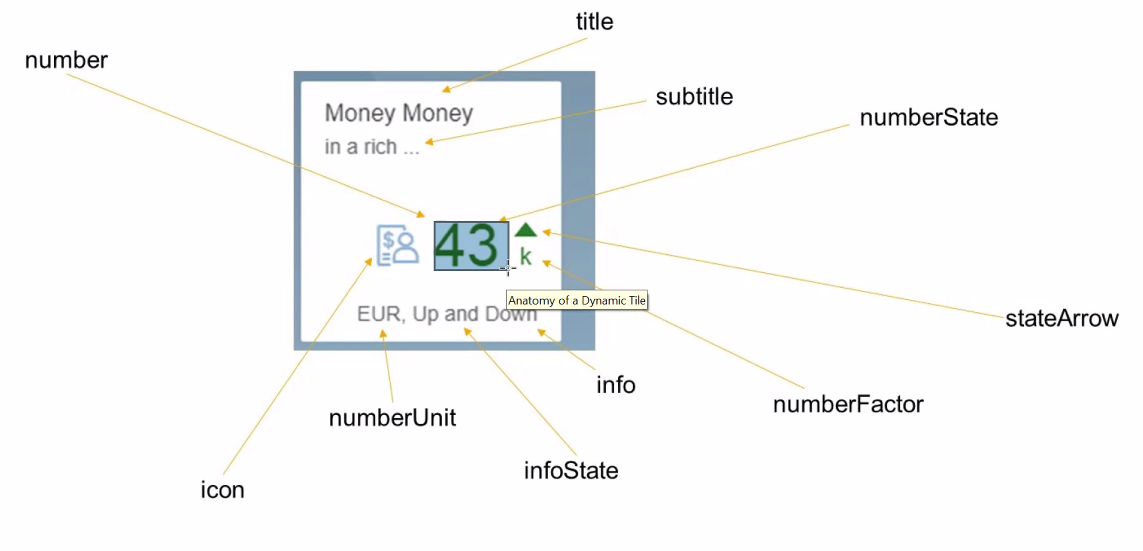 title
number
subtitle
Money Money
numberState
in a rich ...
43
$
k
Anatomy of a Dynamic Tile
EUR, Up and Down
stateArrow
info
numberFactor
numberUnit
infoState
icon